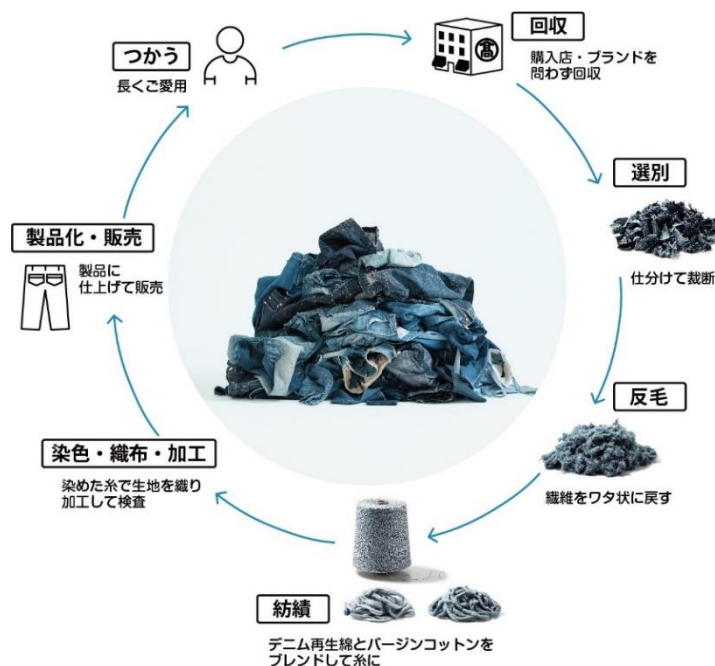 つかう
長くご愛用
回収
髙
購入店・ブランドを
問わず回収
選別
仕分けて裁断
反毛
繊維をワタ状に戻す
紡績
デニム再生綿とバージンコットンを
ブレンドして糸に
染色・織布・加工
染めた糸で生地を織り
加工して検査
製品化・販売
製品に
仕上げて販売